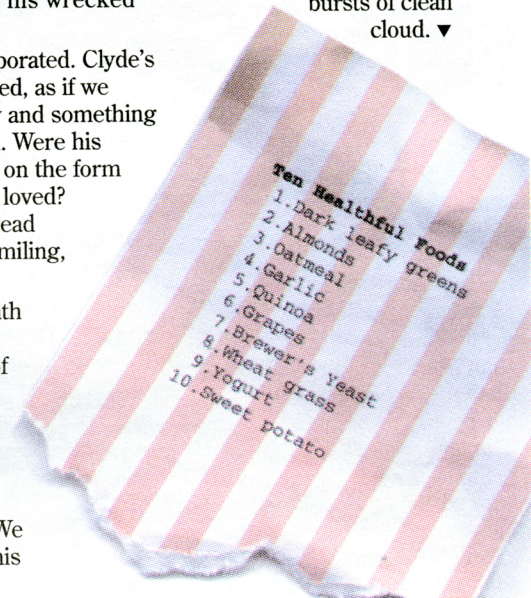 his wrecked
porated. Clyde's
ed, as if we
and something
. Were his
on the form
loved?
ead
miling,
th
of
We
his
bursts of clean
cloud. ▼
Ten Healthful Foods
1.Dark leafy greens
2.Almonds
3.Oatmeal
4.Garlic
5.Quinoa
6.Grapes
7.Brewer's Yeast
8.Wheat grass
9.Yogurt
10.Sweet potato